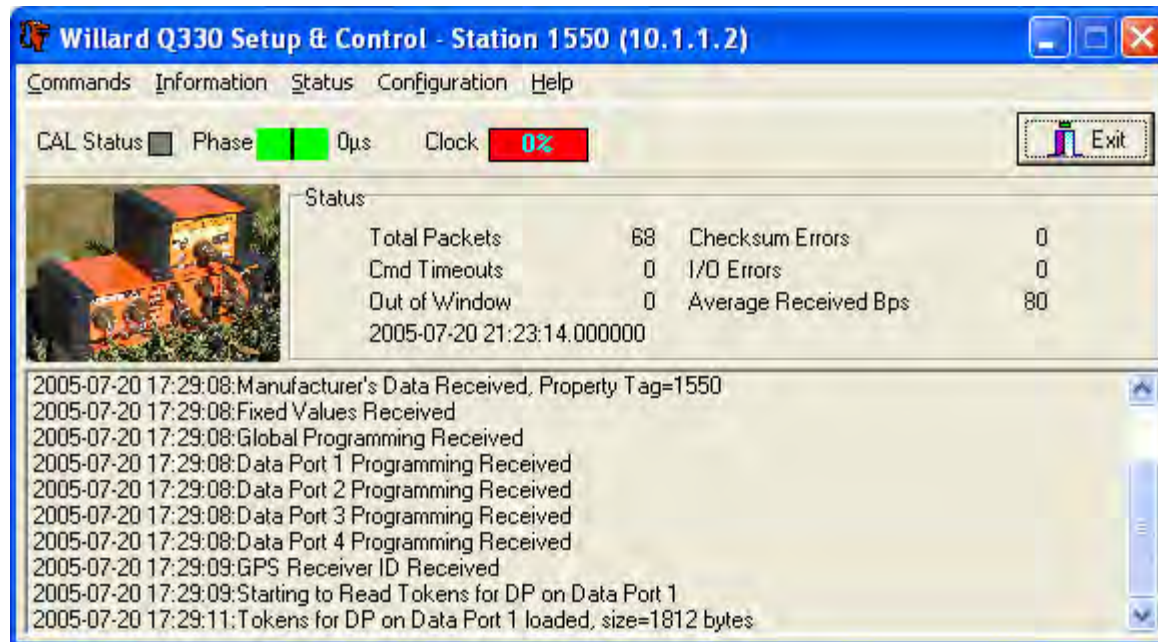 Willard Q330 Setup & Control - Station 1550 (10.1.1.2)
Commands Information Status Configuration Help
CAL Status Phase 0µs Clock 0% Exit
Status
Total Packets 68 Checksum Errors 0
Cmd Timeouts 0 I/O Errors 0
Out of Window 0 Average Received Bps 80
2005-07-20 21:23:14.000000
2005-07-20 17:29:08:Manufacturer's Data Received, Property Tag=1550
2005-07-20 17:29:08:Fixed Values Received
2005-07-20 17:29:08:Global Programming Received
2005-07-20 17:29:08:Data Port 1 Programming Received
2005-07-20 17:29:08:Data Port 2 Programming Received
2005-07-20 17:29:08:Data Port 3 Programming Received
2005-07-20 17:29:08:Data Port 4 Programming Received
2005-07-20 17:29:09:GPS Receiver ID Received
2005-07-20 17:29:09:Starting to Read Tokens for DP on Data Port 1
2005-07-20 17:29:11:Tokens for DP on Data Port 1 loaded, size=1812 bytes